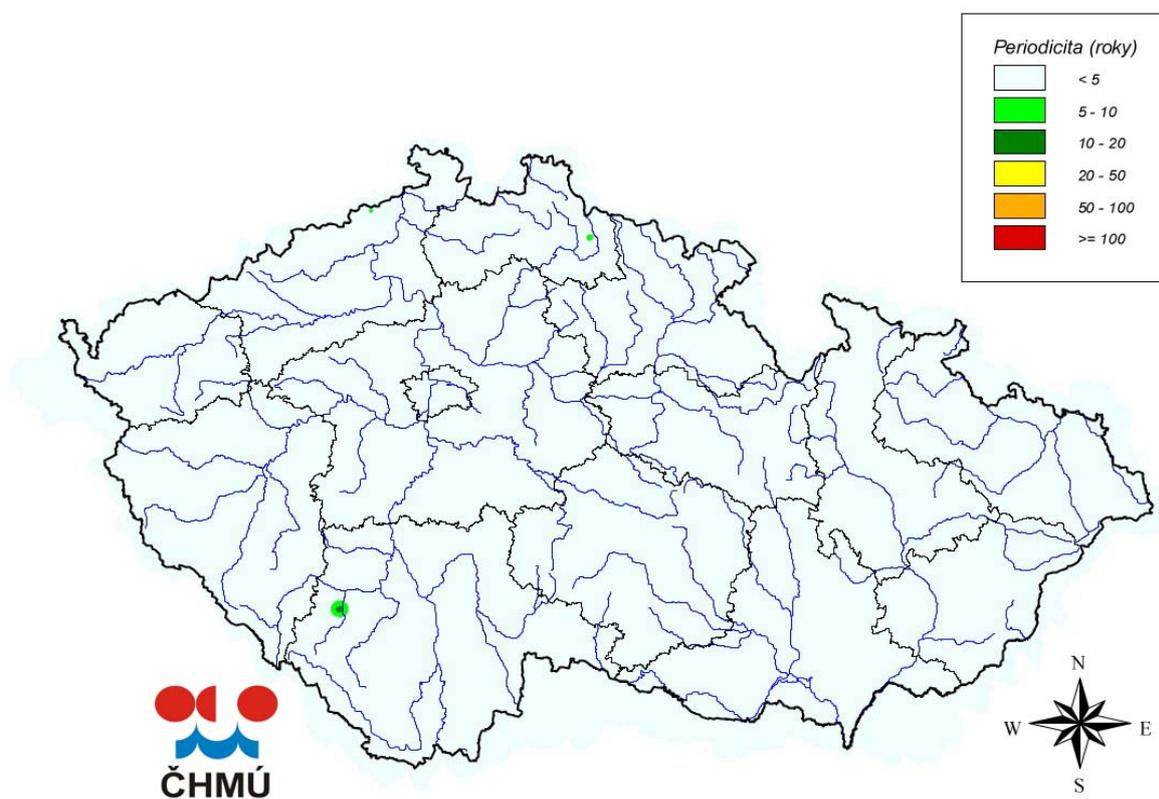 Periodicita (roky)
< 5
5 - 10
10 - 20
20 - 50
50 - 100
>= 100
N
W E
S
ČHMÚ